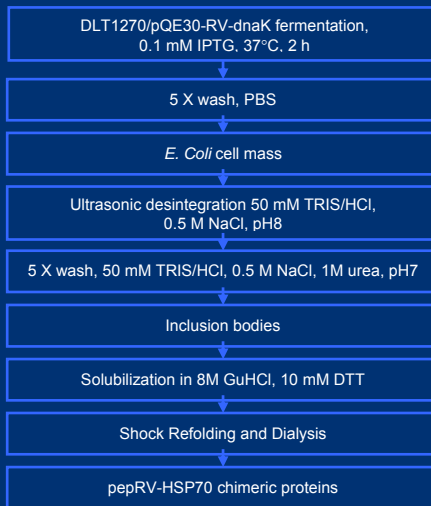 DLT1270/pQE30-RV-dnaK fermentation,
0.1 mM IPTG, 37°C, 2 h
5 X wash, PBS
E. Coli cell mass
Ultrasonic desintegration 50 mM TRIS/HCl,
0.5 M NaCl, pH8
5 X wash, 50 mM TRIS/HCl, 0.5 M NaCl, 1M urea, pH7
Inclusion bodies
Solubilization in 8M GuHCl, 10 mM DTT
Shock Refolding and Dialysis
pepRV-HSP70 chimeric proteins